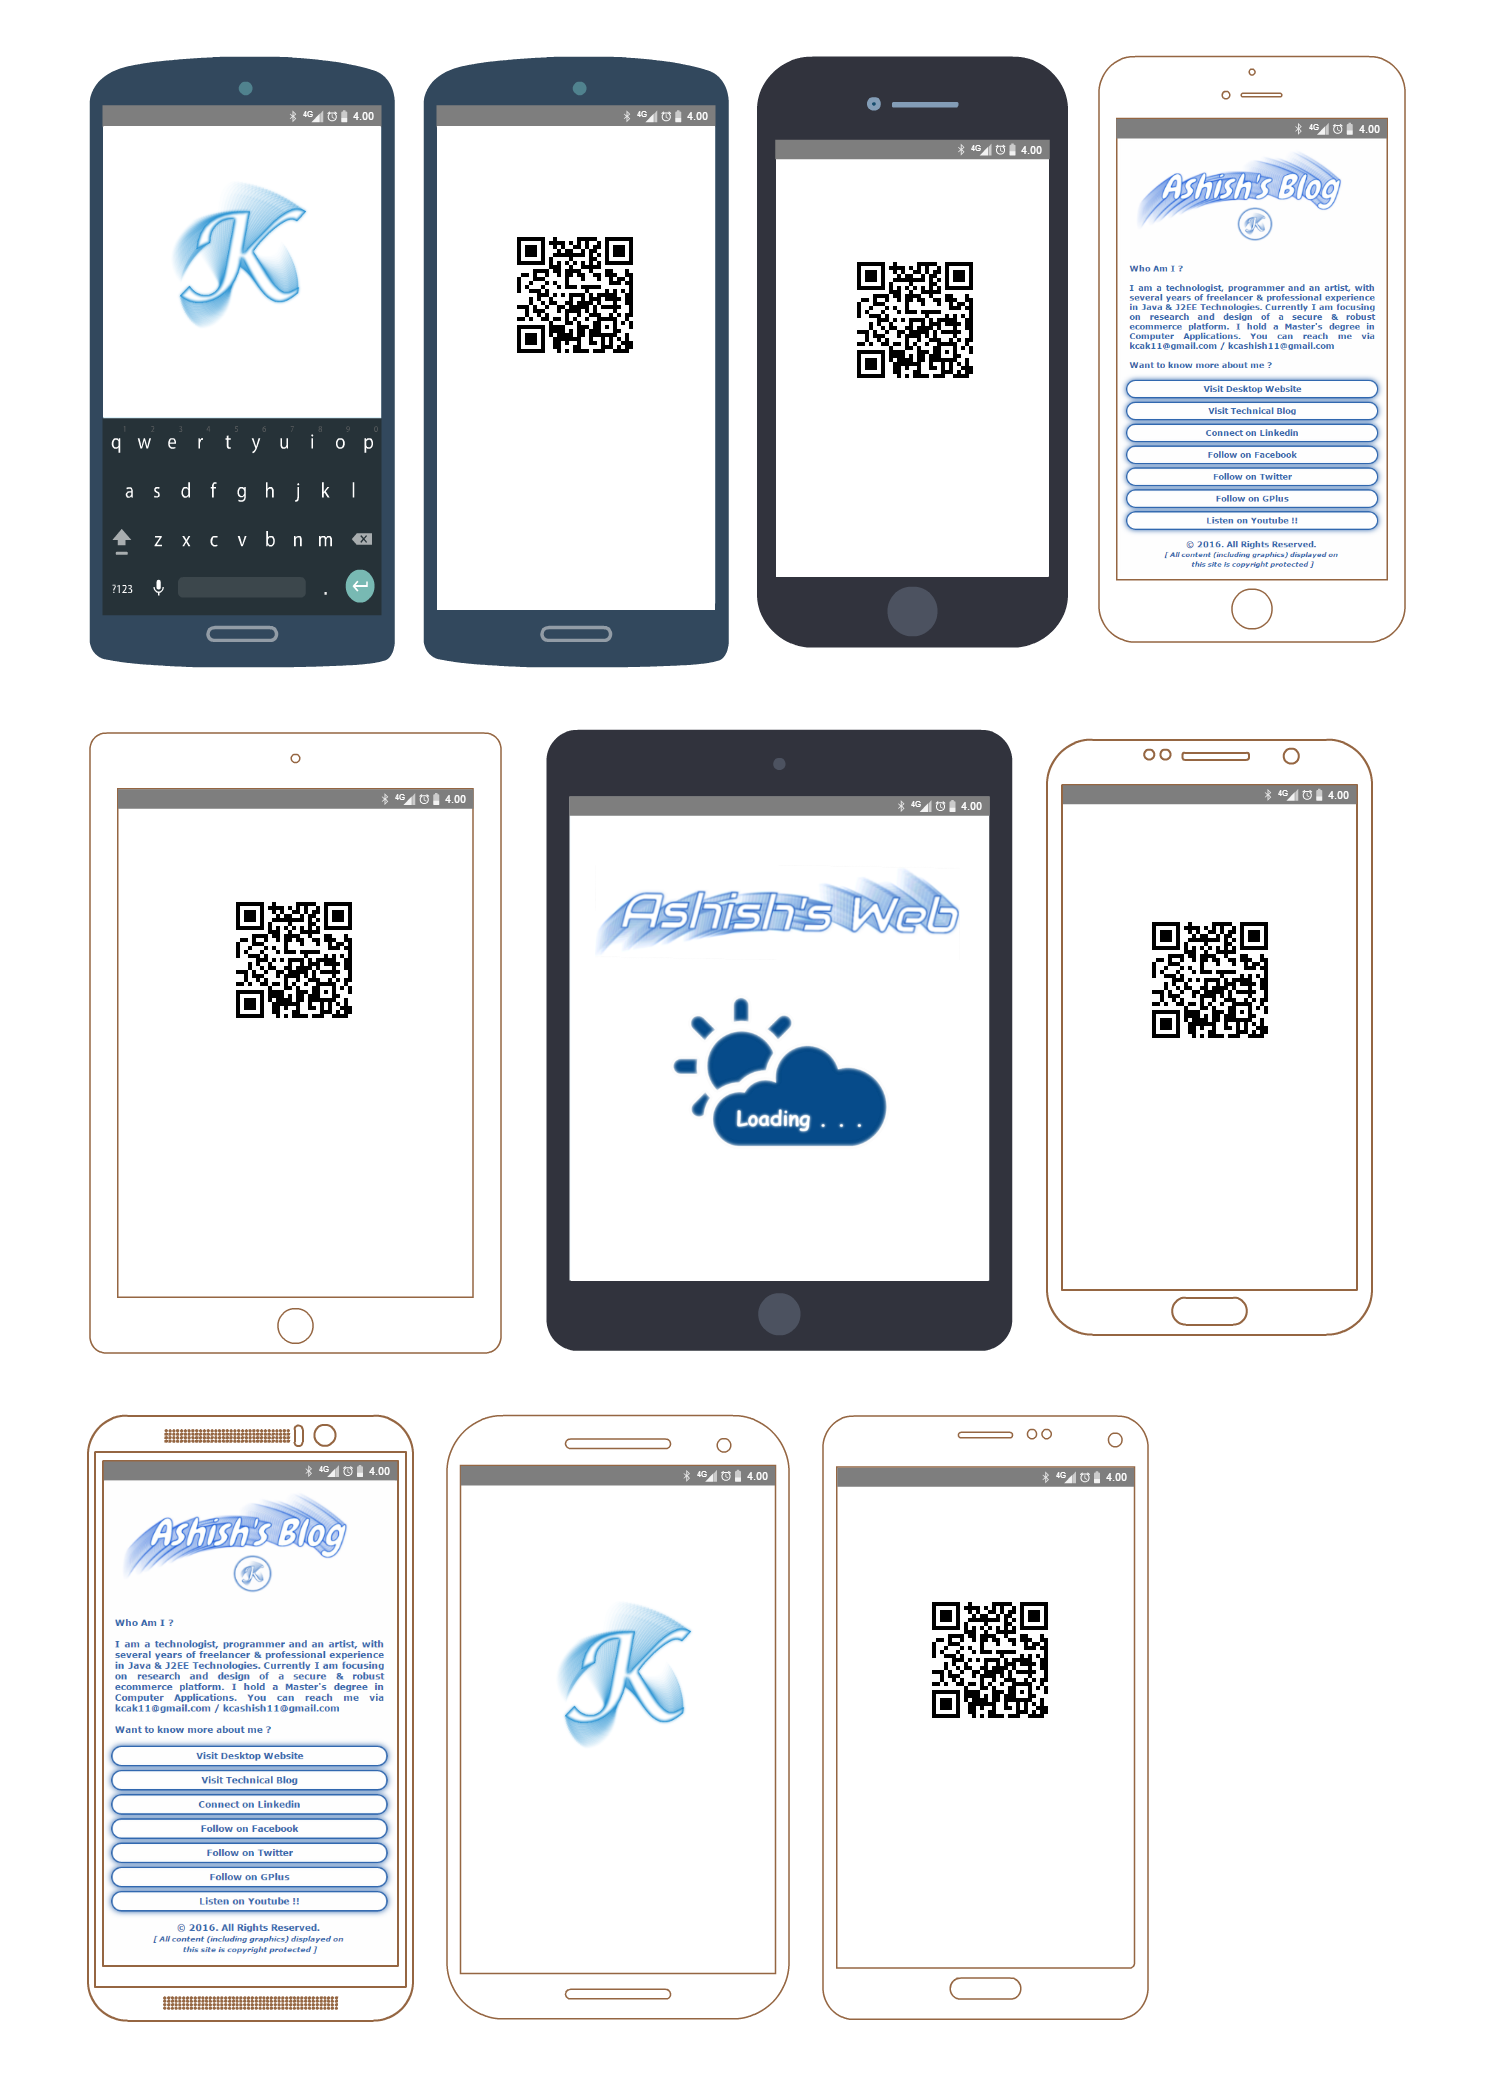 4G 4.00
K
1 2 3 4 5 6 7 8 9 0
q w e r t y u i o p
a s d f g h j k l
z x c v b n m
?123 .
4G 4.00
4G 4.00
4G 4.00
Ashish's Blog
K
Who Am I ?
I am a technologist, programmer and an artist, with
several years of freelancer & professional experience
in Java & J2EE Technologies. Currently I am focusing
on research and design of a secure & robust
ecommerce platform. I hold a Master's degree in
Computer Applications. You can reach me via
kcak11@gmail.com / kcashish11@gmail.com
Want to know more about me ?
Visit Desktop Website
Visit Technical Blog
Connect on Linkedin
Follow on Facebook
Follow on Twitter
Follow on GPlus
Listen on Youtube !!
© 2016. All Rights Reserved.
[ All content (including graphics) displayed on
this site is copyright protected ]
4G 4.00
4G 4.00
Ashish's Web
Loading . . .
4G 4.00
4G 4.00
Ashish's Blog
K
Who Am I ?
I am a technologist, programmer and an artist, with
several years of freelancer & professional experience
in Java & J2EE Technologies. Currently I am focusing
on research and design of a secure & robust
ecommerce platform. I hold a Master's degree in
Computer Applications. You can reach me via
kcak11@gmail.com / kcashish11@gmail.com
Want to know more about me ?
Visit Desktop Website
Visit Technical Blog
Connect on Linkedin
Follow on Facebook
Follow on Twitter
Follow on GPlus
Listen on Youtube !!
© 2016. All Rights Reserved.
[ All content (including graphics) displayed on
this site is copyright protected ]
4G 4.00
K
4G 4.00